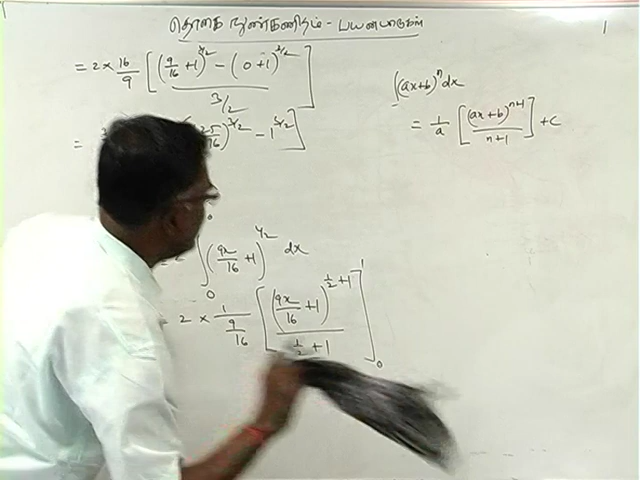 தொகை நுண்கணிதம் - பயன்பாடுகள்
1
= 2 × 16/9 [ ((9/16 + 1)^3/2 - (0+1)^3/2) / 3/2 ]
∫(ax+b)^n dx
= 1/a [ (ax+b)^n+1 / n+1 ] + c
25/16)^3/2 - 1^3/2 ]
∫ 0 (9x/16 + 1)^1/2 dx
= 2 × 1/(9/16) [ (9x/16 + 1)^(1/2 + 1) / (1/2 + 1) ] 1 0